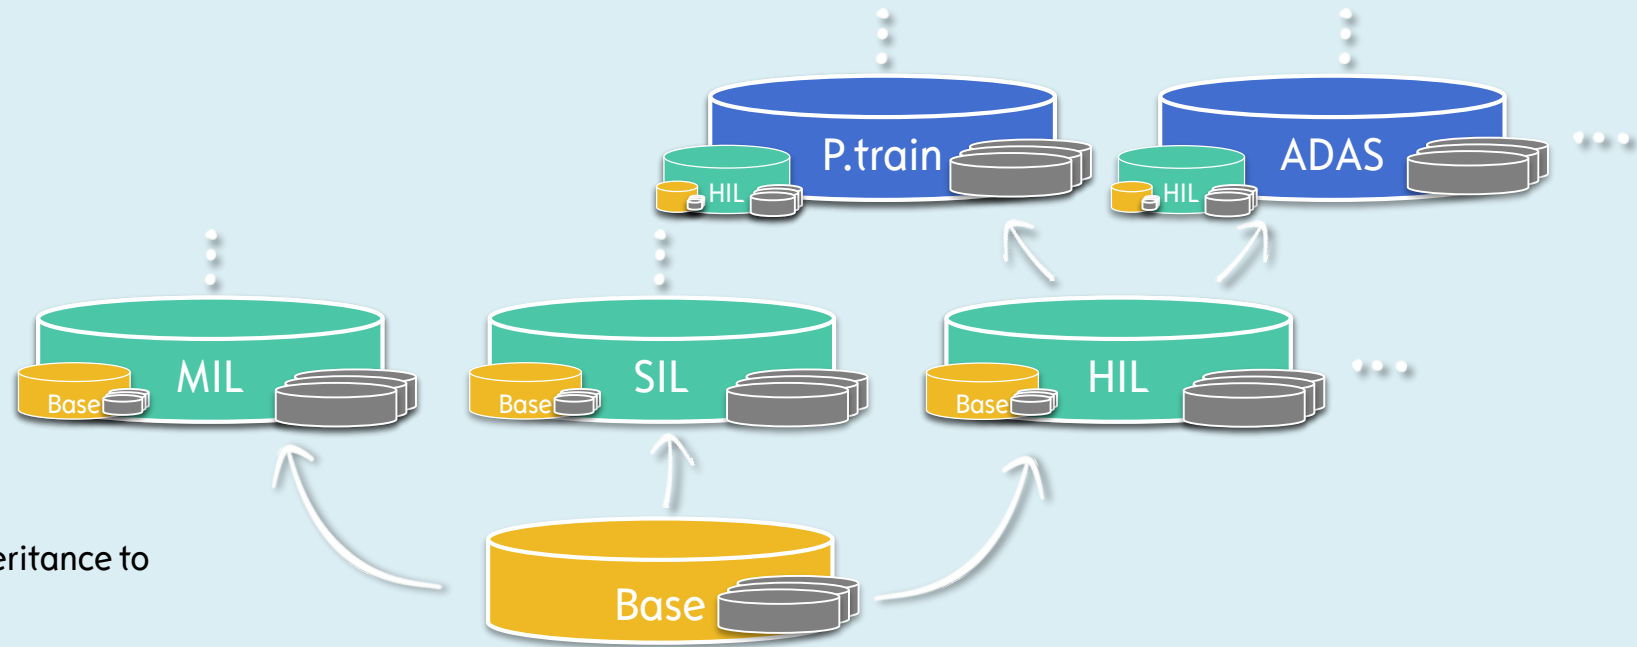 P.train
ADAS
HIL
HIL
MIL
SIL
HIL
Base
Base
Base
eritance to
Base